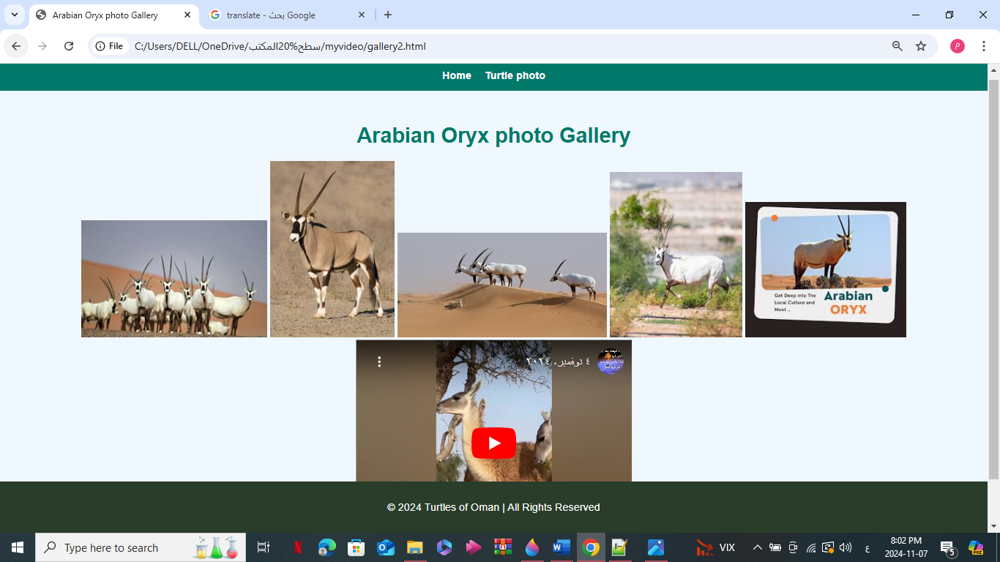 Arabian Oryx photo Gallery
translate - بحث Google
File
C:/Users/DELL/OneDrive/سطح%20المكتب/myvideo/gallery2.html
م
Home Turtle photo
Arabian Oryx photo Gallery
Get Deep Into The
Local Culture and
Meet ..
Arabian
ORYX
٤ نوفمبر، ٢٠٢٤
© 2024 Turtles of Oman | All Rights Reserved
Type here to search
VIX
ع
8:02 PM
2024-11-07
5
PRE